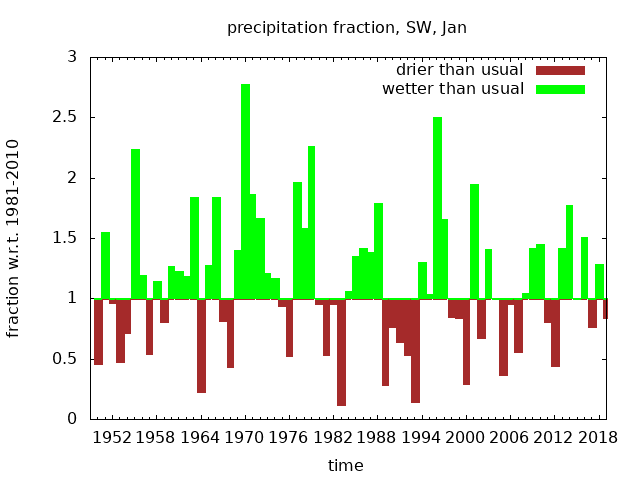 precipitation fraction, SW, Jan
drier than usual
wetter than usual
fraction w.r.t. 1981-2010
3
2.5
2
1.5
1
0.5
0
1952 1958 1964 1970 1976 1982 1988 1994 2000 2006 2012 2018
time